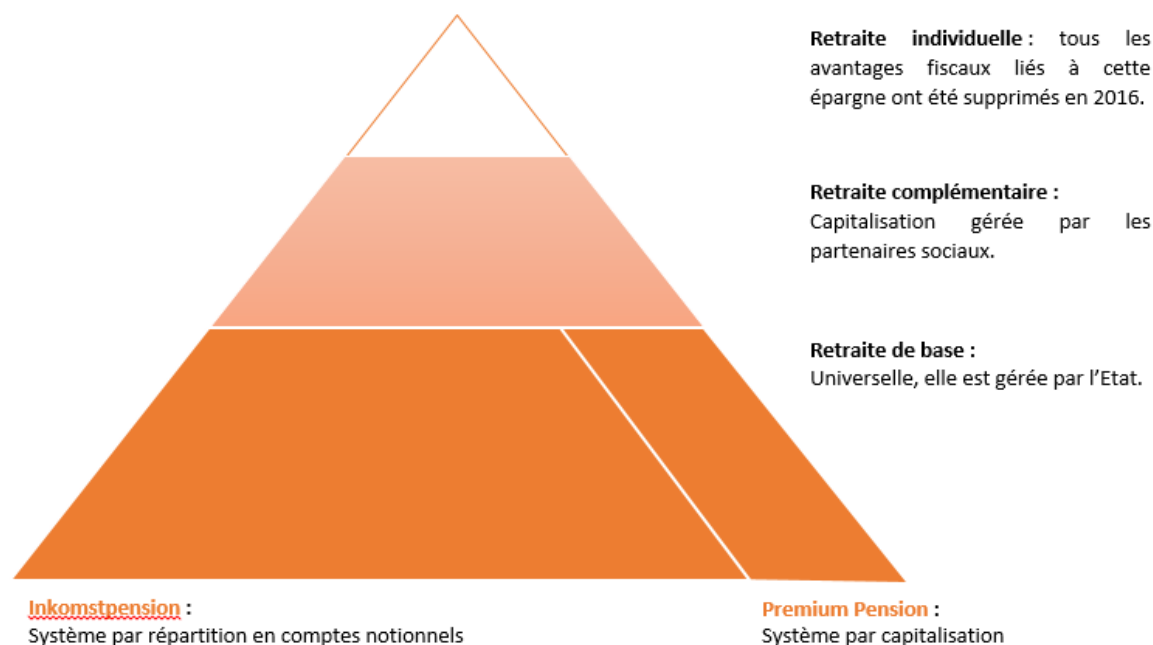 Retraite individuelle : tous les
avantages fiscaux liés à cette
épargne ont été supprimés en 2016.
Retraite complémentaire :
Capitalisation gérée par les
partenaires sociaux.
Retraite de base :
Universelle, elle est gérée par l’Etat.
Inkomstpension :
Système par répartition en comptes notionnels
Premium Pension :
Système par capitalisation